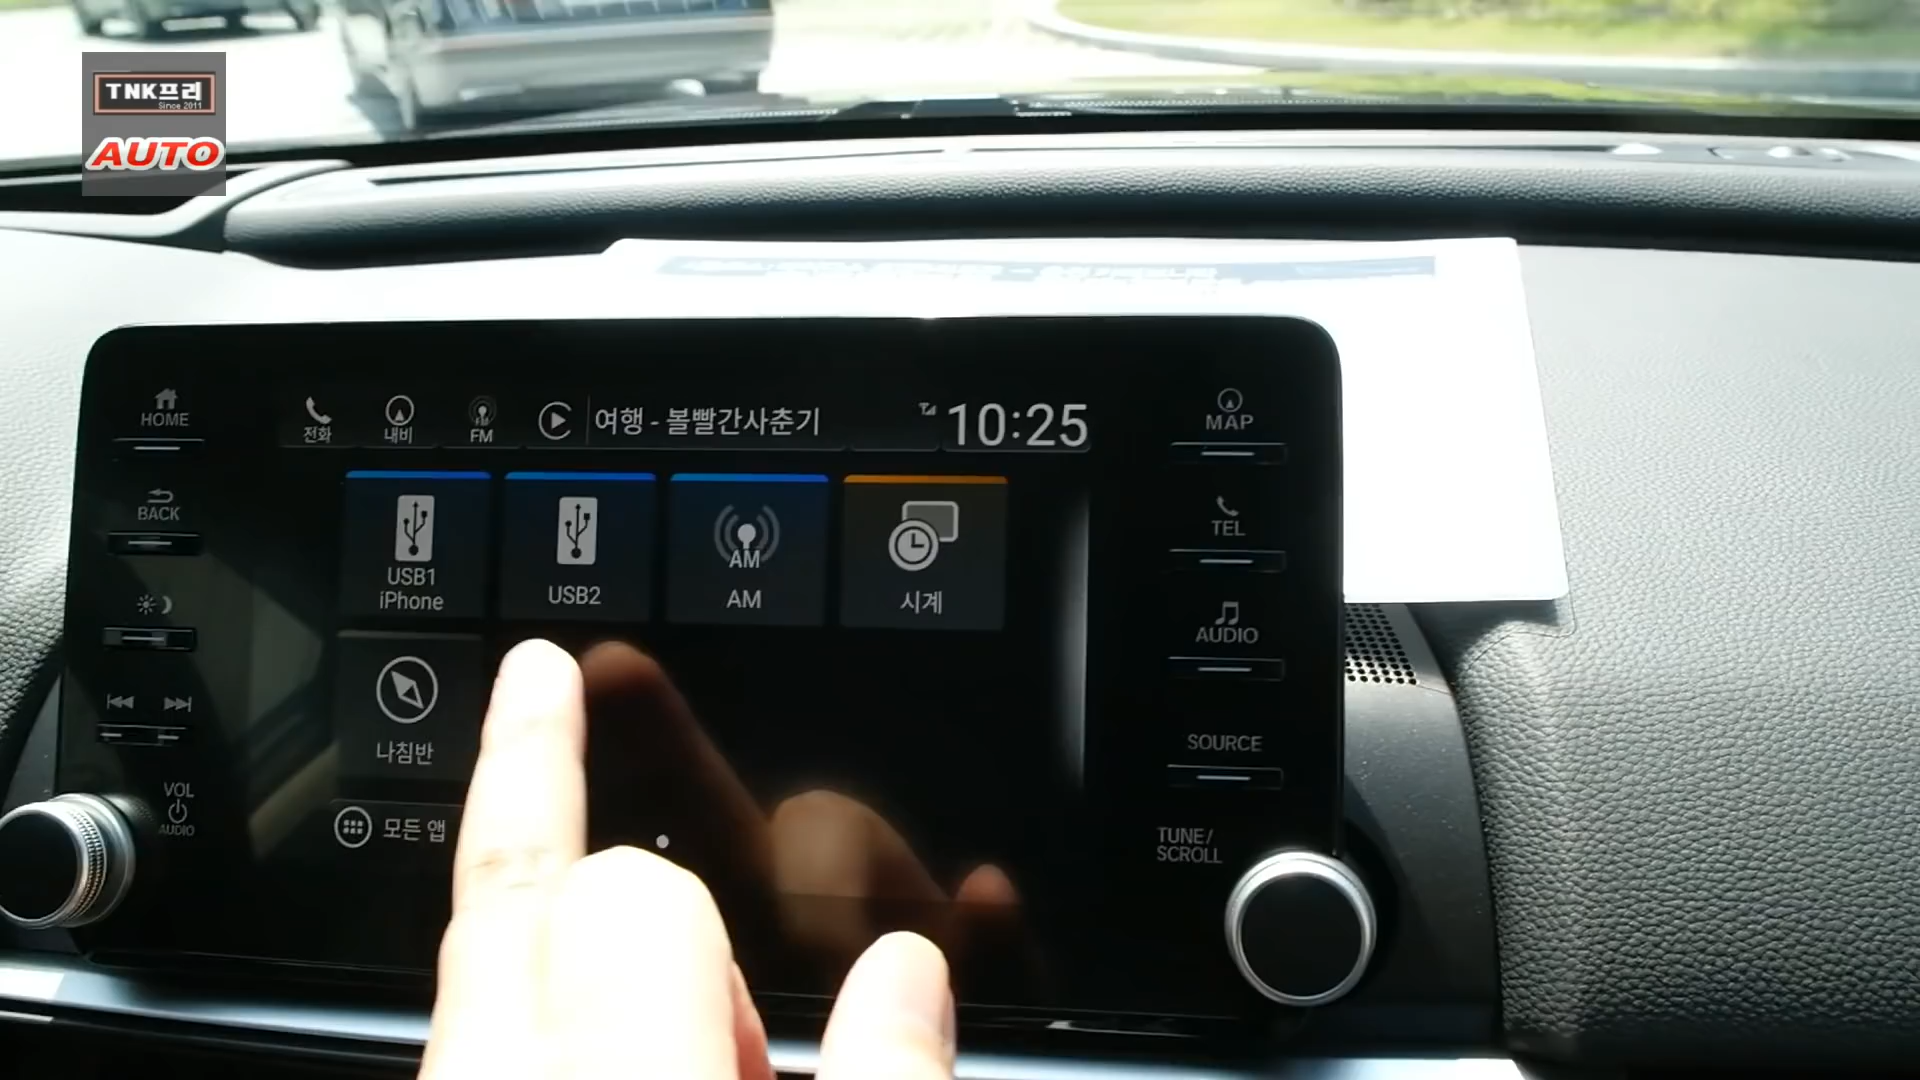 TNK프리
Since 2011
AUTO
HOME
BACK
VOL
AUDIO
전화
내비
FM
FM
여행 - 볼빨간사춘기
10:25
USB1
iPhone
USB2
AM
AM
시계
나침반
모든 앱
MAP
TEL
AUDIO
SOURCE
TUNE/
SCROLL